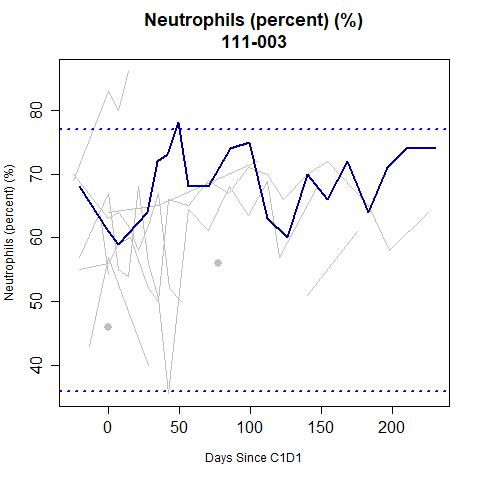 Neutrophils (percent) (%)
111-003
Neutrophils (percent) (%)
80
70
60
50
40
0 50 100 150 200
Days Since C1D1